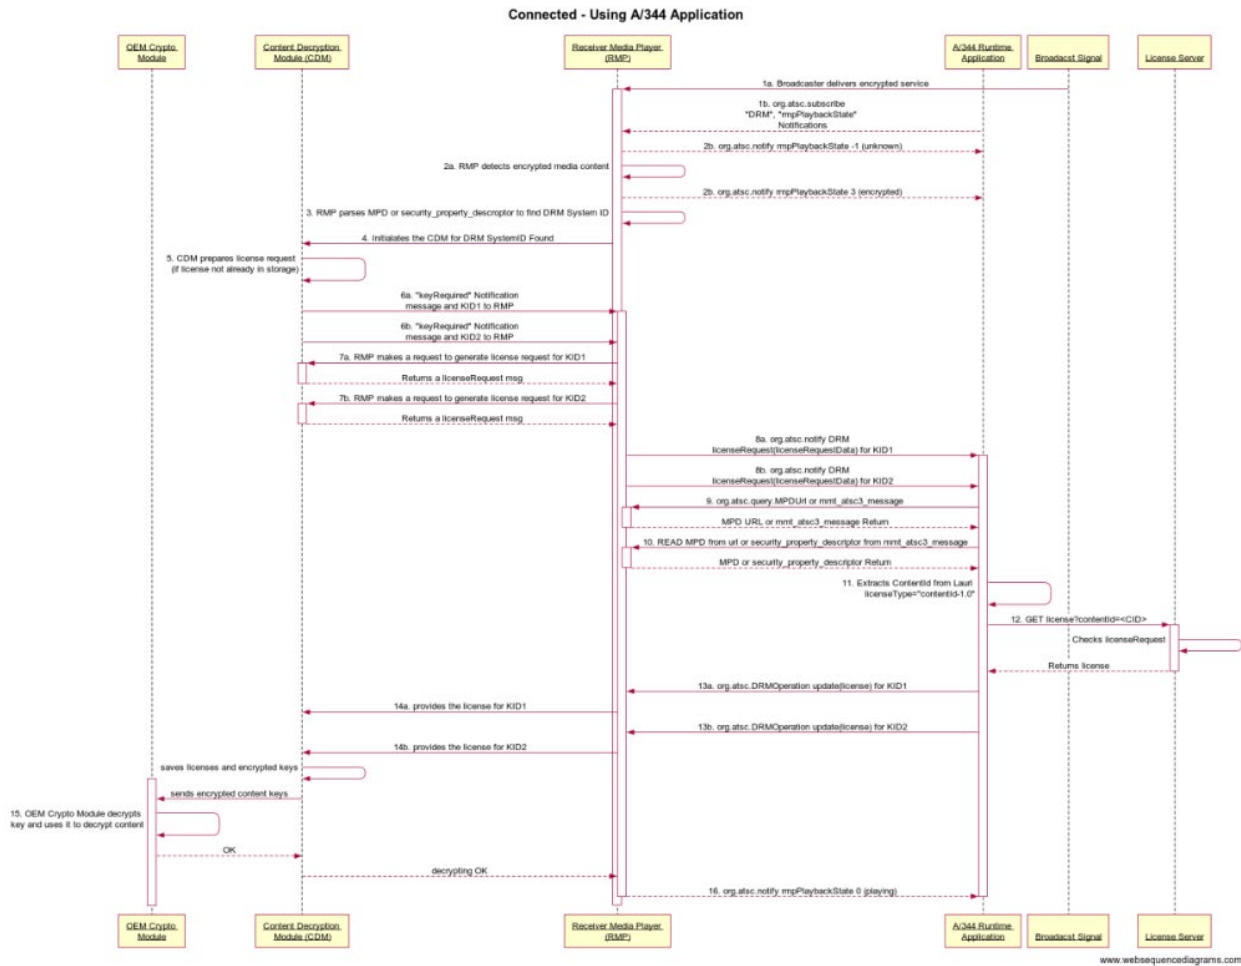 Connected - Using A/344 Application
OEM Crypto
Module
Content Decryption
Module (CDM)
Receiver Media Player
(RMP)
A/344 Runtime
Application
Broadacst Signal
License Server
1a. Broadcaster delivers encrypted service
1b. org.atsc.subscribe
"DRM", "rmpPlaybackState"
Notifications
2b. org.atsc.notify rmpPlaybackState -1 (unknown)
2a. RMP detects encrypted media content
2b. org.atsc.notify rmpPlaybackState 3 (encrypted)
3. RMP parses MPD or security_property_descroptor to find DRM System ID
4. Initialates the CDM for DRM SystemID Found
5. CDM prepares license request
(if license not already in storage)
6a. "keyRequired" Notification
message and KID1 to RMP
6b. "keyRequired" Notification
message and KID2 to RMP
7a. RMP makes a request to generate license request for KID1
Returns a licenseRequest msg
7b. RMP makes a request to generate license request for KID2
Returns a licenseRequest msg
8a. org.atsc.notify DRM
licenseRequest(licenseRequestData) for KID1
8b. org.atsc.notify DRM
licenseRequest(licenseRequestData) for KID2
9. org.atsc.query.MPDUrl or mmt_atsc3_message
MPD URL or mmt_atsc3_message Return
10. READ MPD from url or security_property_descriptor from mmt_atsc3_message
MPD or security_property_descriptor Return
11. Extracts ContentId from Laurl
licenseType="contentId-1.0"
12. GET license?contentId=<CID>
Checks licenseRequest
Returns license
13a. org.atsc.DRMOperation update(license) for KID1
14a. provides the license for KID1
13b. org.atsc.DRMOperation update(license) for KID2
14b. provides the license for KID2
saves licenses and encrypted keys
sends encrypted content keys
15. OEM Crypto Module decrypts
key and uses it to decrypt content
OK
decrypting OK
16. org.atsc.notify rmpPlaybackState 0 (playing)
OEM Crypto
Module
Content Decryption
Module (CDM)
Receiver Media Player
(RMP)
A/344 Runtime
Application
Broadacst Signal
License Server
www.websequencediagrams.com